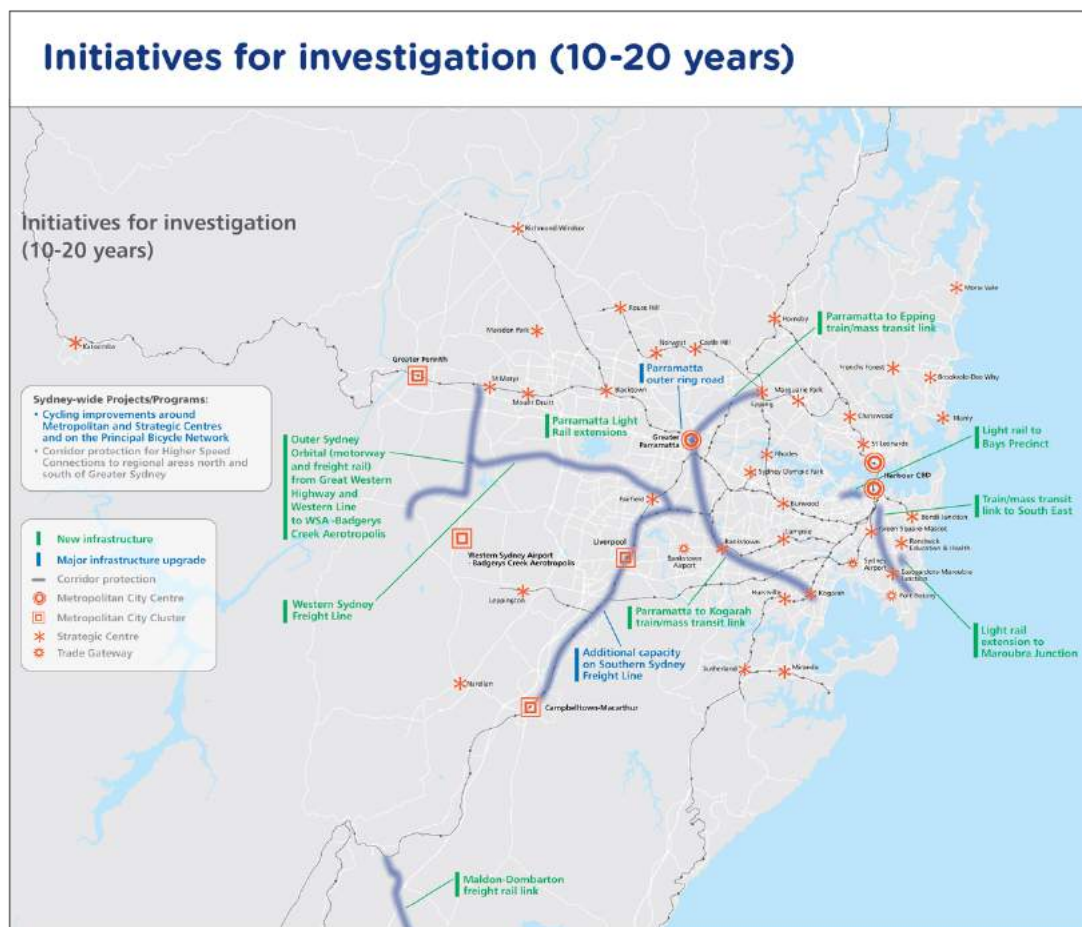 Initiatives for investigation (10-20 years)
Initiatives for investigation
(10-20 years)
Richmond-Windsor
Mona Vale
Rouse Hill
Hornsby
Marsden Park
Norwest
Castle Hill
Parramatta to Epping
train/mass transit link
Katoomba
Frenchs Forest
Brookvale-Dee Why
Greater Penrith
Parramatta
outer ring road
St Marys
Mount Druitt
Blacktown
Macquarie Park
Epping
Chatswood
Manly
Sydney-wide Projects/Programs:
• Cycling improvements around
Metropolitan and Strategic Centres
and on the Principal Bicycle Network
• Corridor protection for Higher Speed
Connections to regional areas north and
south of Greater Sydney
Outer Sydney
Orbital (motorway
and freight rail)
from Great Western
Highway and
Western Line
to WSA-Badgerys
Creek Aerotropolis
Parramatta Light
Rail extensions
Greater
Parramatta
St Leonards
Light rail to
Bays Precinct
Rhodes
Sydney Olympic Park
Harbour CBD
Fairfield
Burwood
Train/mass transit
link to South East
Bondi Junction
New infrastructure
Major infrastructure upgrade
Corridor protection
Metropolitan City Centre
Metropolitan City Cluster
Strategic Centre
Trade Gateway
Liverpool
Bankstown
Campsie
Green Square-Mascot
Randwick
Education & Health
Western Sydney Airport
-Badgerys Creek Aerotropolis
Bankstown
Airport
Sydney
Airport
Eastgardens-Maroubra
Junction
Port Botany
Leppington
Western Sydney
Freight Line
Hurstville
Kogarah
Parramatta to Kogarah
train/mass transit link
Light rail
extension to
Maroubra Junction
Additional capacity
on Southern Sydney
Freight Line
Sutherland
Miranda
Narellan
Campbelltown-Macarthur
Maldon-Dombarton
freight rail link